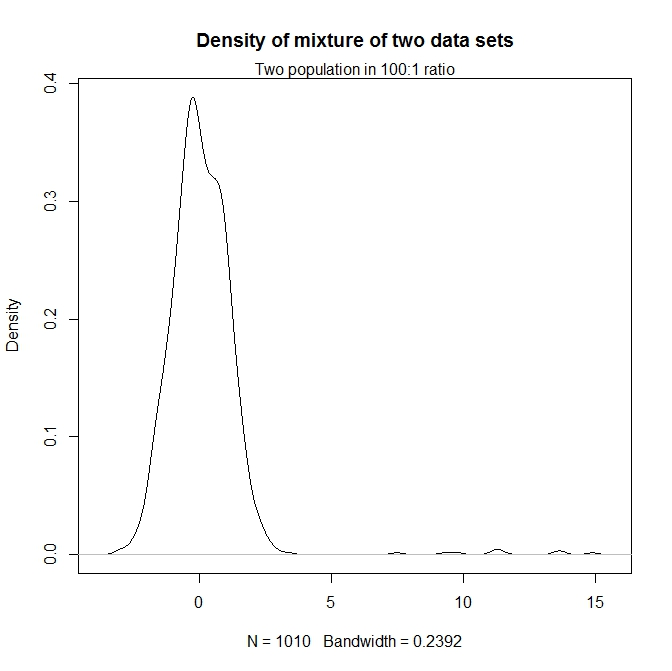 Density of mixture of two data sets
Two population in 100:1 ratio
Density
0.4
0.3
0.2
0.1
0.0
0 5 10 15
N = 1010 Bandwidth = 0.2392